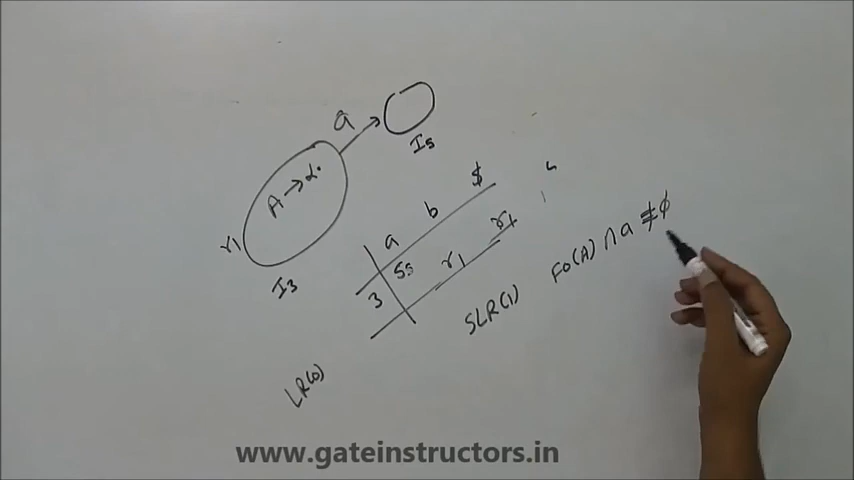 a
I5
A → α.
r1
I3
a b $
3 S5 r1 r1
SLR(1) FO(A) ∩ a ≠ ϕ
LR(0)
www.gateinstructors.in